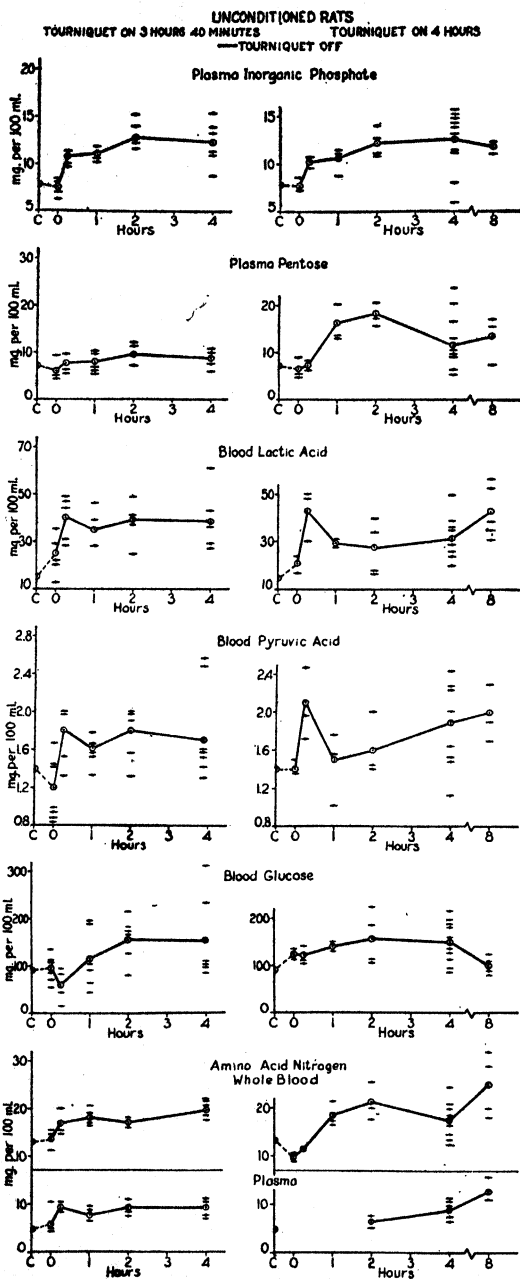 UNCONDITIONED RATS
TOURNIQUET ON 3 HOURS 40 MINUTES TOURNIQUET ON 4 HOURS
TOURNIQUET OFF
Plasma Inorganic Phosphate
mg. per 100 ml.
20
15
10
5
15
10
5
C 0 1 2 3 4
C 0 1 2 3 4 8
Hours Hours
Plasma Pentose
mg. per 100 ml.
30
20
10
0
20
10
0
C 0 1 2 3 4
C 0 1 2 3 4 8
Hours Hours
Blood Lactic Acid
mg. per 100 ml.
70
50
30
10
50
30
10
C 0 1 2 3 4
C 0 1 2 3 4 8
Hours Hours
Blood Pyruvic Acid
mg. per 100 ml.
2.8
2.4
2.0
1.6
1.2
0.8
2.4
2.0
1.6
1.2
0.8
C 0 1 2 3 4
C 0 1 2 3 4 8
Hours Hours
Blood Glucose
mg. per 100 ml.
300
200
100
0
200
100
0
C 0 1 2 3 4
C 0 1 2 3 4 8
Hours Hours
Amino Acid Nitrogen
Whole Blood
mg. per 100 ml.
30
20
10
20
10
Plasma
10
0
10
0
C 0 1 2 3 4
C 0 1 2 3 4 8
Hours Hours